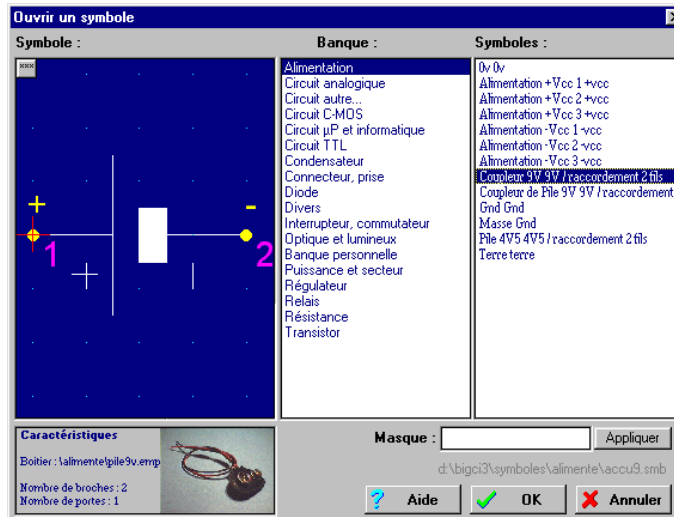 Ouvrir un symbole
Symbole :
Banque :
Symboles :
xxx
+
-
1
2
Alimentation
Circuit analogique
Circuit autre...
Circuit C-MOS
Circuit µP et informatique
Circuit TTL
Condensateur
Connecteur, prise
Diode
Divers
Interrupteur, commutateur
Optique et lumineux
Banque personnelle
Puissance et secteur
Régulateur
Relais
Résistance
Transistor
0v 0v
Alimentation +Vcc 1 +vcc
Alimentation +Vcc 2 +vcc
Alimentation +Vcc 3 +vcc
Alimentation -Vcc 1 -vcc
Alimentation -Vcc 2 -vcc
Alimentation -Vcc 3 -vcc
Coupleur 9V 9V / raccordement 2 fils
Coupleur de Pile 9V 9V / raccordement
Gnd Gnd
Masse Gnd
Pile 4V5 4V5 / raccordement 2 fils
Terre terre
Caractéristiques
Boitier : \alimente\pile9v.emp
Nombre de broches : 2
Nombre de portes : 1
Masque :
Appliquer
d:\bigci3\symboles\alimente\accu9.smb
? Aide
OK
Annuler